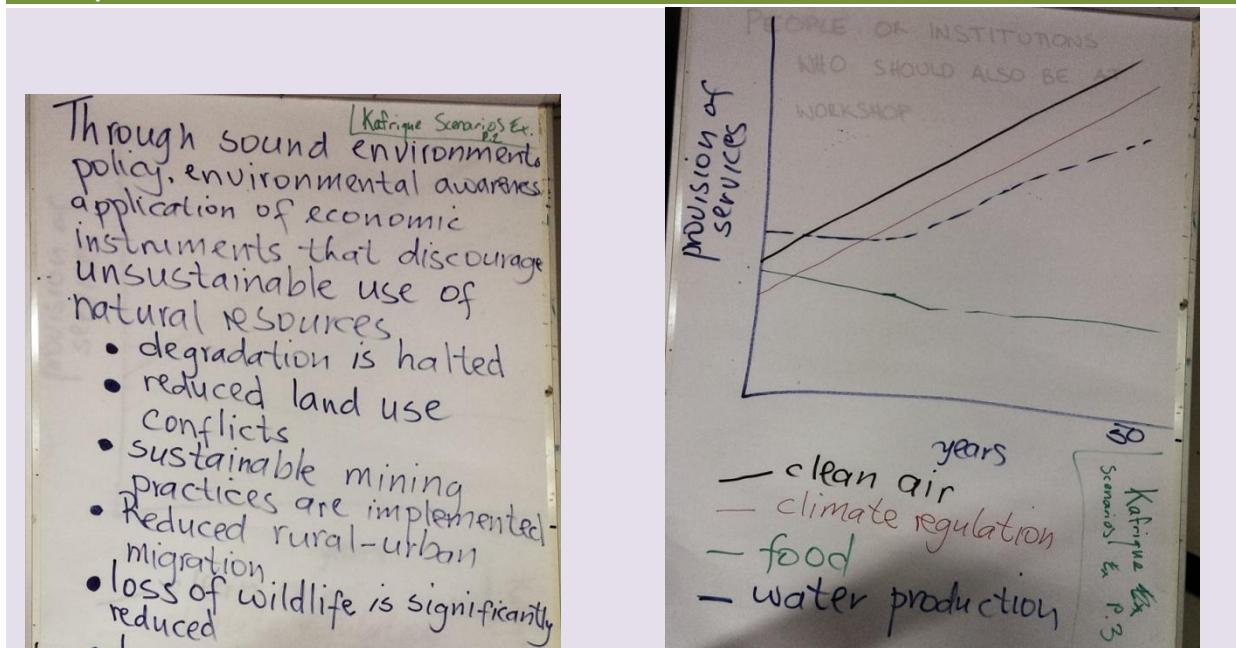 Kafrique Scenarios Ex.
P.2
Through sound environment.
policy, environmental awareness
application of economic
instruments that discourage
unsustainable use of
natural resources
• degradation is halted
• reduced land use
conflicts
• sustainable mining
practices are implemented
• Reduced rural-urban
migration
• loss of wildlife is significantly
reduced
PEOPLE OR INSTITUTIONS
WHO SHOULD ALSO BE AT
WORKSHOP
provision of
services
years
— clean air
— climate regulation
— food
— water production
Kafrique
Scenarios Ex P.3